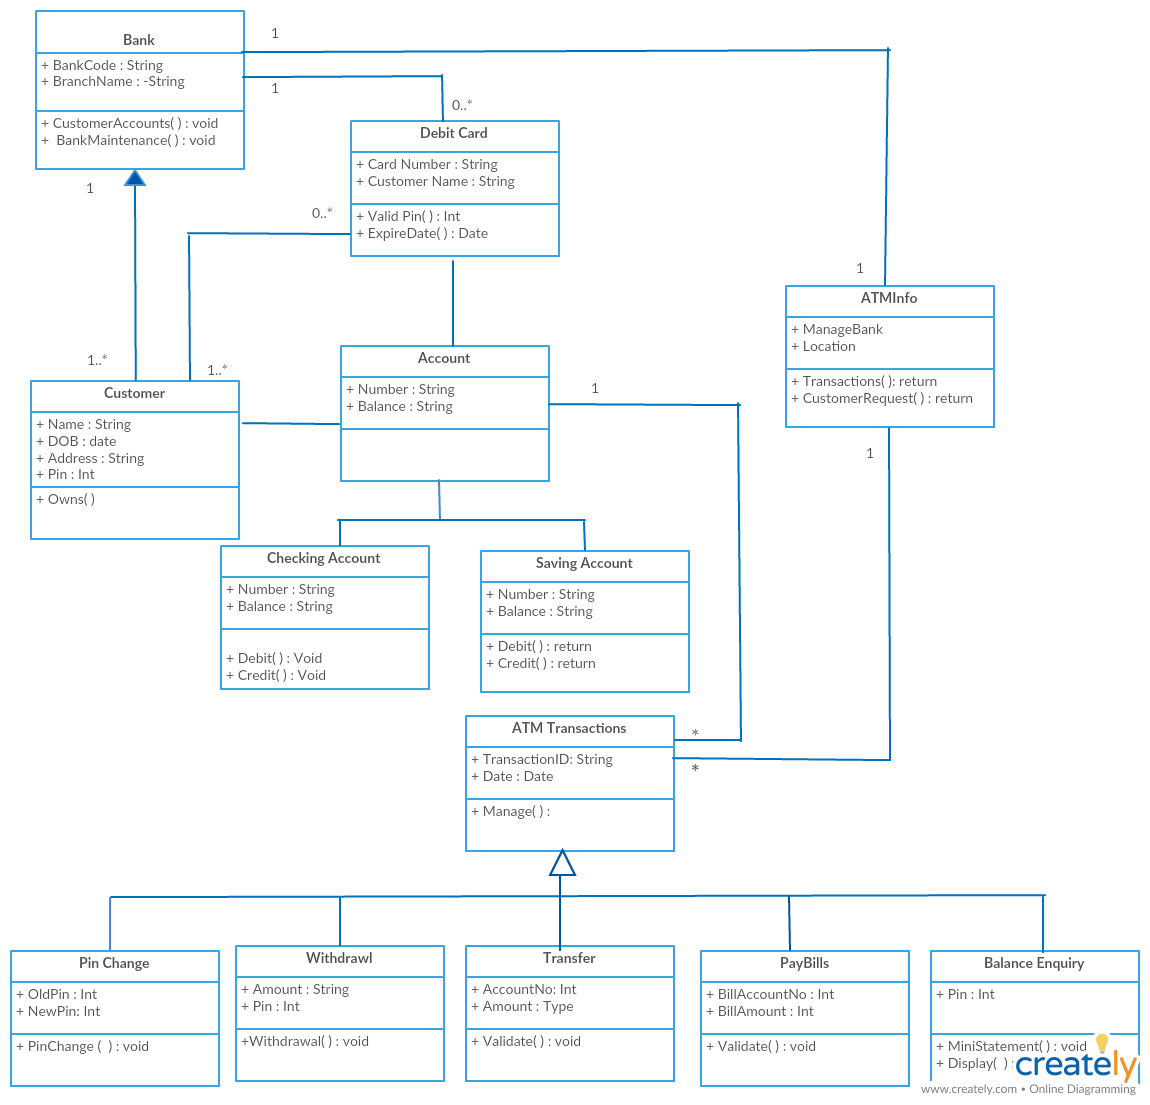 Bank
+ BankCode : String
+ BranchName : -String
+ CustomerAccounts( ) : void
+ BankMaintenance( ) : void
1
1
0..*
1
1..*
0..*
1..*
Debit Card
+ Card Number : String
+ Customer Name : String
+ Valid Pin( ) : Int
+ ExpireDate( ) : Date
1
ATMInfo
+ ManageBank
+ Location
+ Transactions( ): return
+ CustomerRequest( ) : return
1
Customer
+ Name : String
+ DOB : date
+ Address : String
+ Pin : Int
+ Owns( )
Account
+ Number : String
+ Balance : String
1
Checking Account
+ Number : String
+ Balance : String
+ Debit( ) : Void
+ Credit( ) : Void
Saving Account
+ Number : String
+ Balance : String
+ Debit( ) : return
+ Credit( ) : return
ATM Transactions
+ TransactionID: String
+ Date : Date
+ Manage( ) :
*
*
Pin Change
+ OldPin : Int
+ NewPin: Int
+ PinChange ( ) : void
Withdrawl
+ Amount : String
+ Pin : Int
+Withdrawal( ) : void
Transfer
+ AccountNo: Int
+ Amount : Type
+ Validate( ) : void
PayBills
+ BillAccountNo : Int
+ BillAmount : Int
+ Validate( ) : void
Balance Enquiry
+ Pin : Int
+ MiniStatement( ) : void
+ Display( ) :
creately
www.creately.com • Online Diagramming